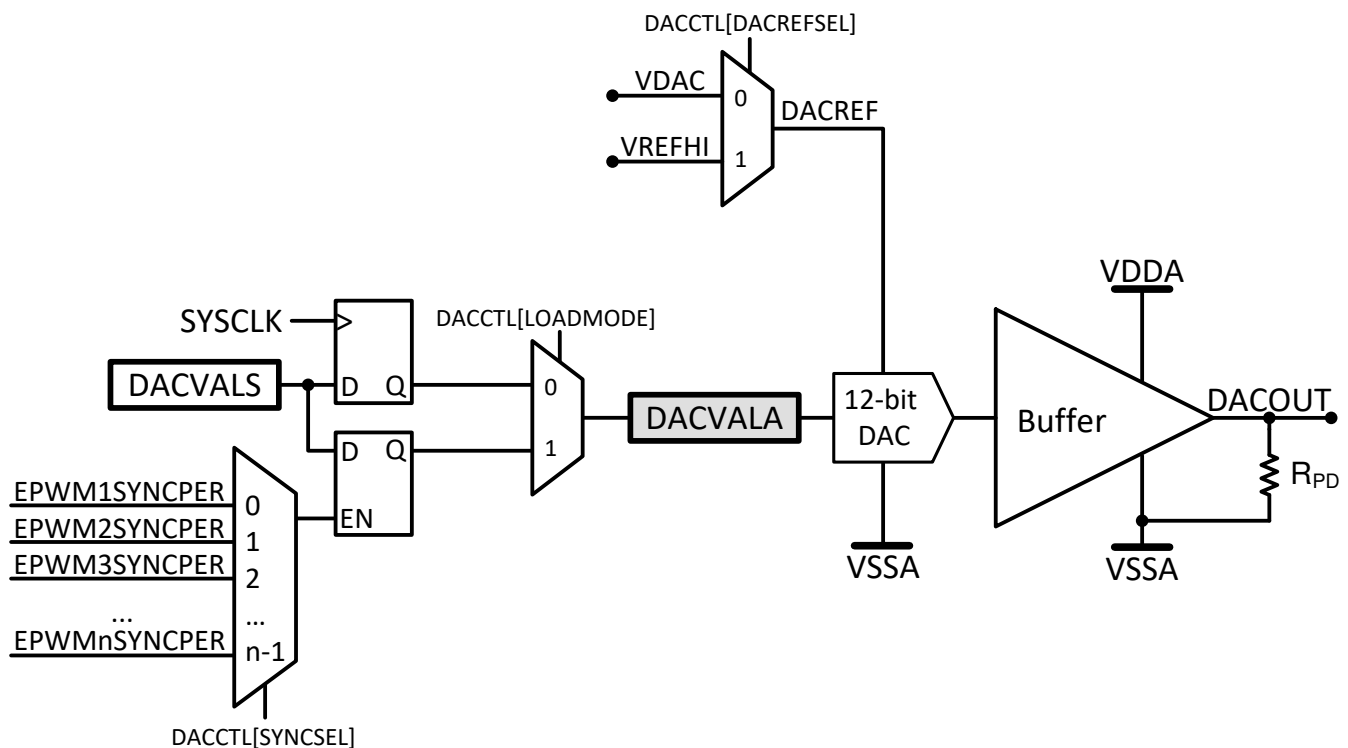 DACCTL[DACREFSEL]
VDAC
0
DACREF
VREFHI
1
VDDA
SYSCLK
>
DACCTL[LOADMODE]
DACVALS
D
Q
0
DACVALA
12-bit
DAC
Buffer
DACOUT
D
Q
1
RPD
EPWM1SYNCPER
0
EN
EPWM2SYNCPER
1
EPWM3SYNCPER
2
VSSA
VSSA
...
...
EPWMnSYNCPER
n-1
DACCTL[SYNCSEL]